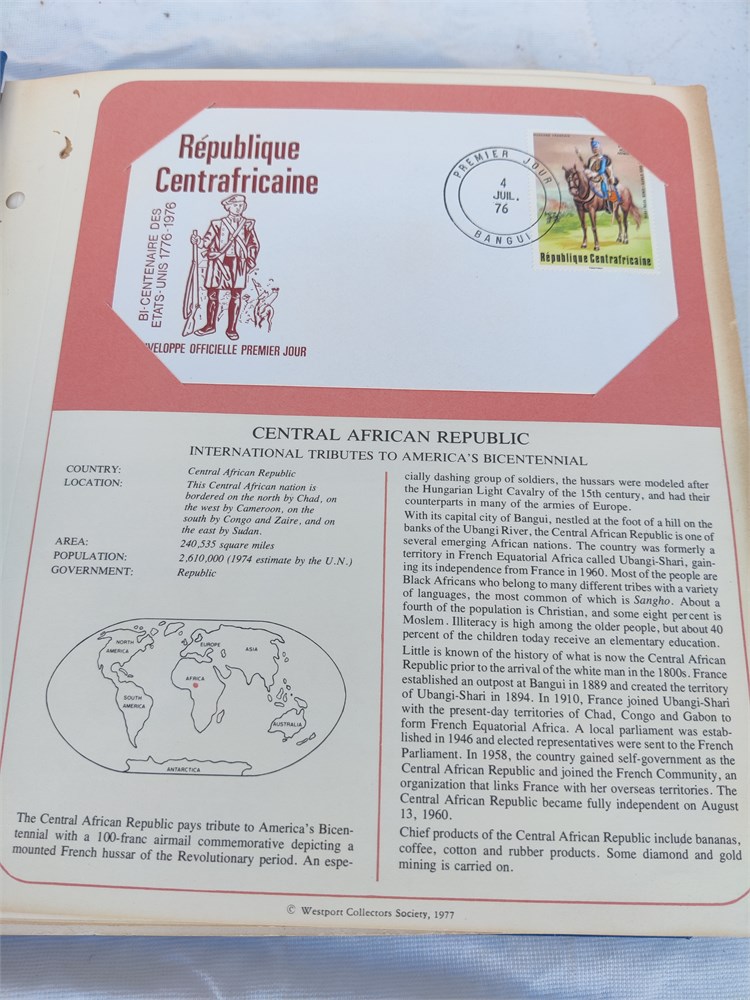 République
Centrafricaine
BI-CENTENAIRE DES
ETATS-UNIS 1776-1976
VELOPPE OFFICIELLE PREMIER JOUR
PREMIER JOUR
4
JUIL.
76
BANGUI
République Centrafricaine
CENTRAL AFRICAN REPUBLIC
INTERNATIONAL TRIBUTES TO AMERICA'S BICENTENNIAL
COUNTRY: Central African Republic
LOCATION: This Central African nation is
bordered on the north by Chad, on
the west by Cameroon, on the
south by Congo and Zaire, and on
the east by Sudan.
AREA: 240,535 square miles
POPULATION: 2,610,000 (1974 estimate by the U.N.)
GOVERNMENT: Republic
NORTH
AMERICA
EUROPE
ASIA
AFRICA
SOUTH
AMERICA
AUSTRALIA
ANTARCTICA
The Central African Republic pays tribute to America's Bicen-
tennial with a 100-franc airmail commemorative depicting a
mounted French hussar of the Revolutionary period. An espe-
cially dashing group of soldiers, the hussars were modeled after
the Hungarian Light Cavalry of the 15th century, and had their
counterparts in many of the armies of Europe.
With its capital city of Bangui, nestled at the foot of a hill on the
banks of the Ubangi River, the Central African Republic is one of
several emerging African nations. The country was formerly a
territory in French Equatorial Africa called Ubangi-Shari, gain-
ing its independence from France in 1960. Most of the people are
Black Africans who belong to many different tribes with a variety
of languages, the most common of which is Sangho. About a
fourth of the population is Christian, and some eight per cent is
Moslem. Illiteracy is high among the older people, but about 40
percent of the children today receive an elementary education.
Little is known of the history of what is now the Central African
Republic prior to the arrival of the white man in the 1800s. France
established an outpost at Bangui in 1889 and created the territory
of Ubangi-Shari in 1894. In 1910, France joined Ubangi-Shari
with the present-day territories of Chad, Congo and Gabon to
form French Equatorial Africa. A local parliament was estab-
lished in 1946 and elected representatives were sent to the French
Parliament. In 1958, the country gained self-government as the
Central African Republic and joined the French Community, an
organization that links France with her overseas territories. The
Central African Republic became fully independent on August
13, 1960.
Chief products of the Central African Republic include bananas,
coffee, cotton and rubber products. Some diamond and gold
mining is carried on.
© Westport Collectors Society, 1977